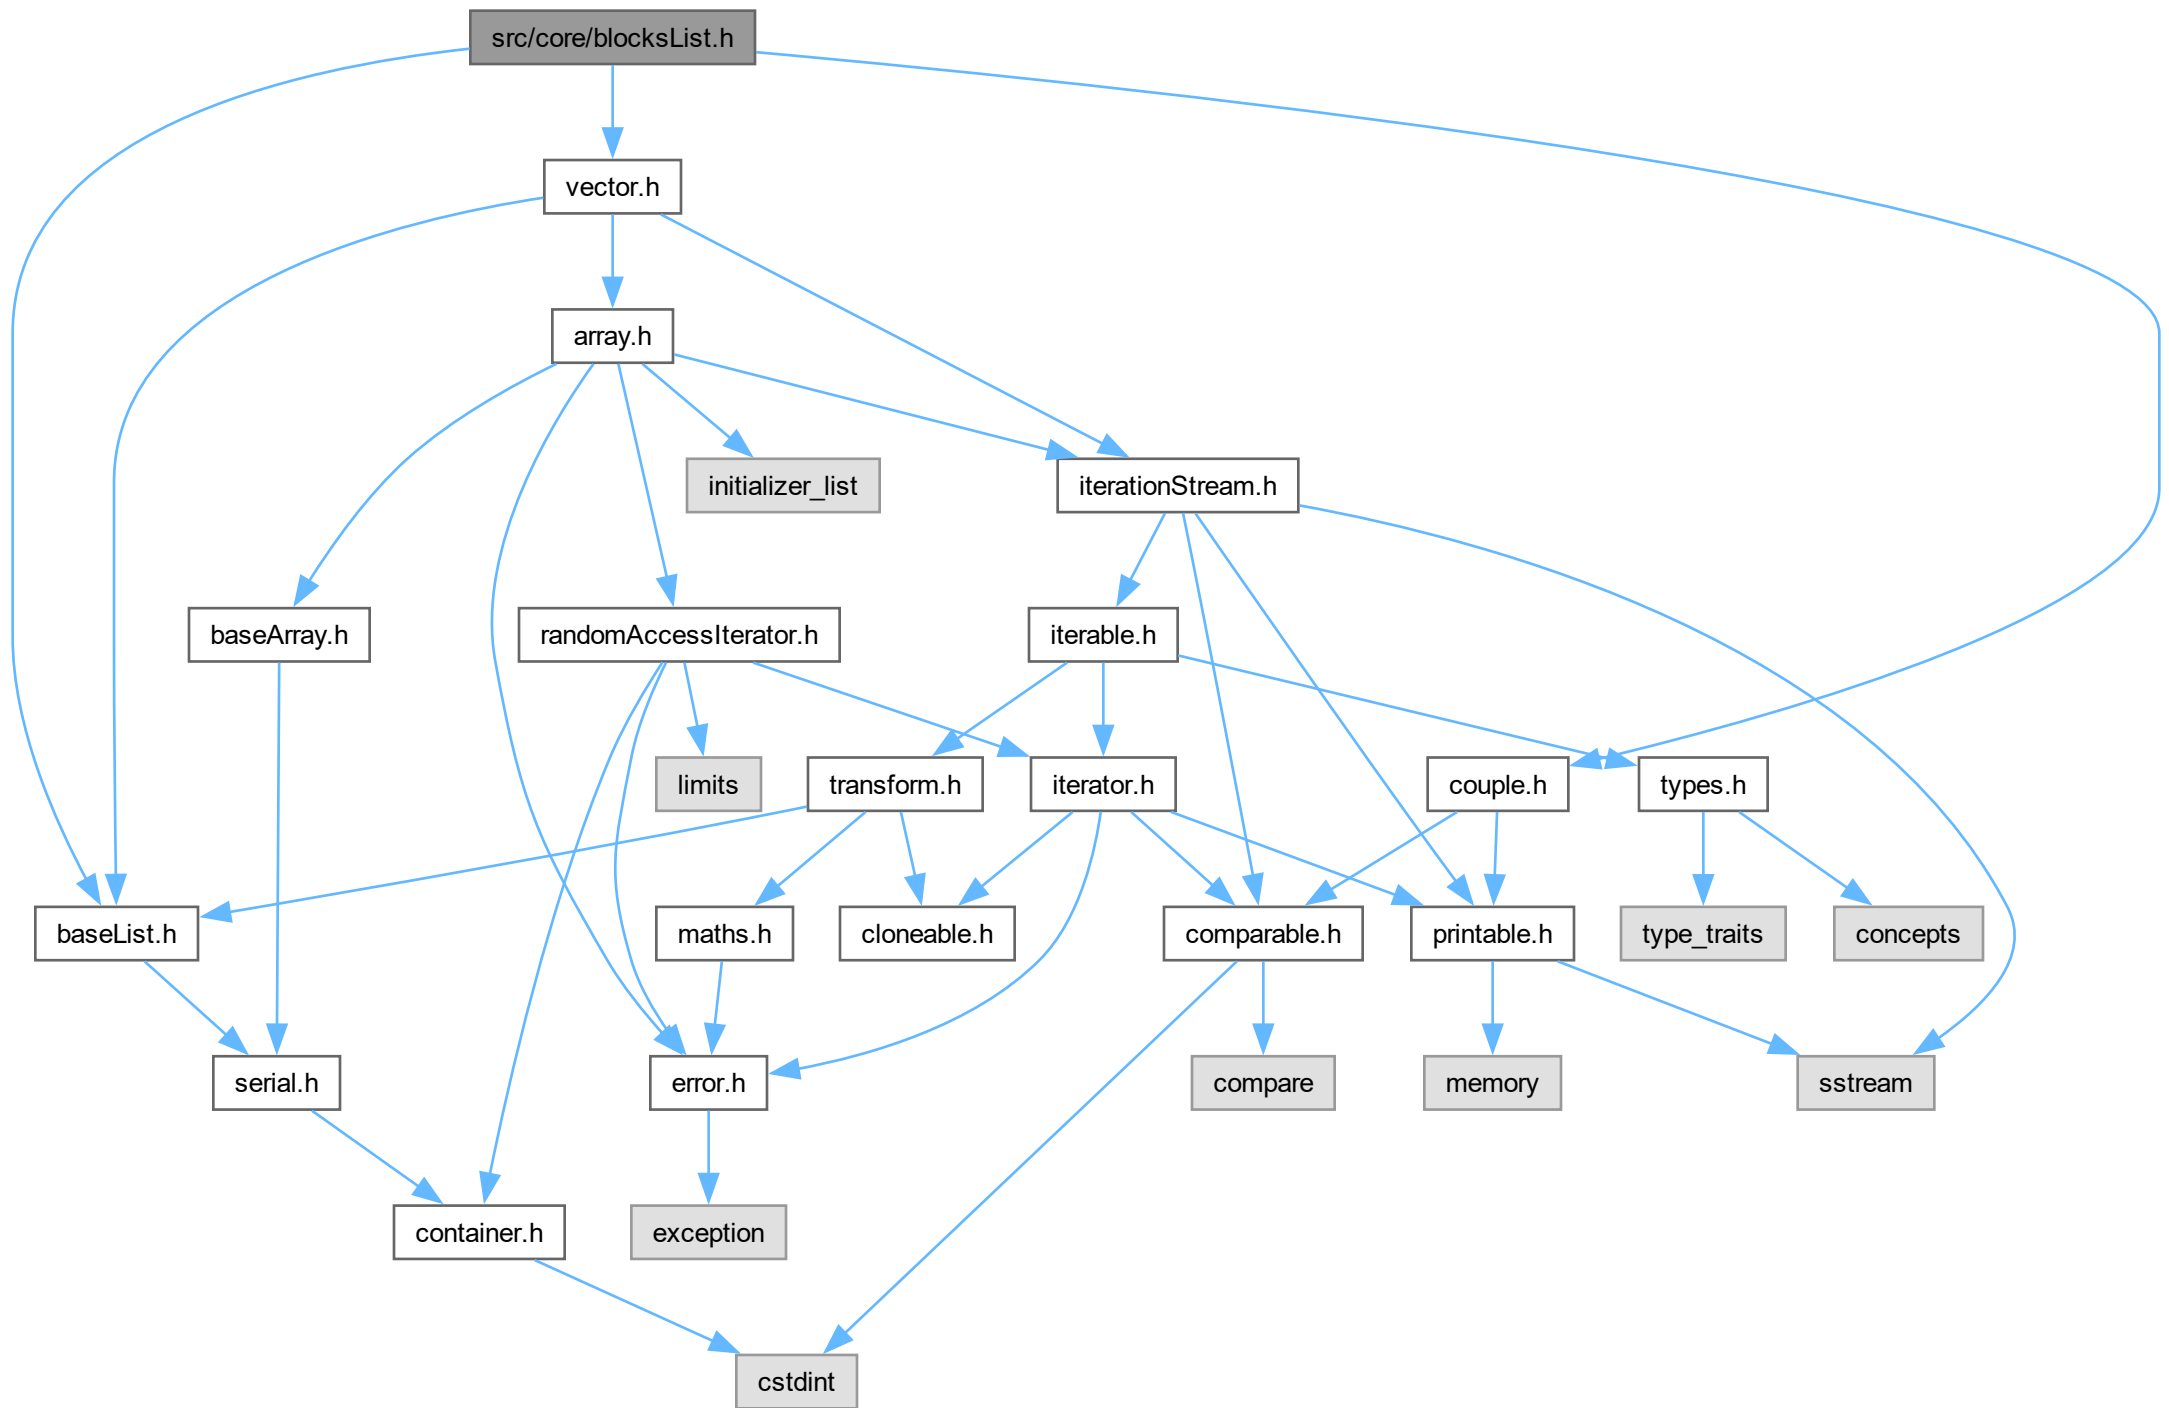 src/core/blocksList.h
vector.h
array.h
initializer_list
iterationStream.h
baseArray.h
randomAccessIterator.h
iterable.h
limits
transform.h
iterator.h
couple.h
types.h
baseList.h
maths.h
cloneable.h
comparable.h
printable.h
type_traits
concepts
serial.h
error.h
compare
memory
sstream
container.h
exception
cstdint